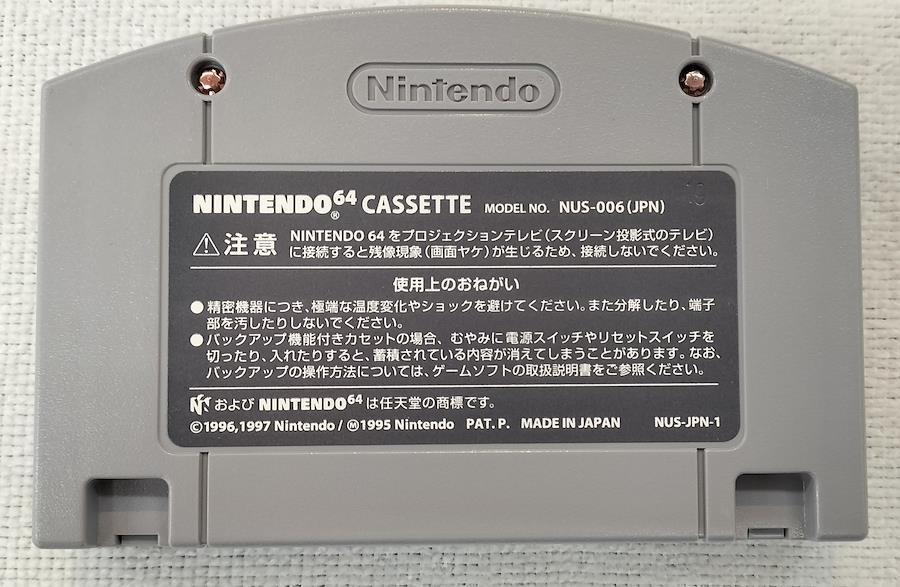 Nintendo
NINTENDO64® CASSETTE MODEL NO. NUS-006(JPN)
⚠注意 NINTENDO 64をプロジェクションテレビ(スクリーン投影式のテレビ)
に接続すると残像現象(画面ヤケ)が生じるため、接続しないでください。
使用上のおねがい
●精密機器につき、極端な温度変化やショックを避けてください。また分解したり、端子
部を汚したりしないでください。
●バックアップ機能付きカセットの場合、むやみに電源スイッチやリセットスイッチを
切ったり、入れたりすると、蓄積されている内容が消えてしまうことがあります。なお、
バックアップの操作方法については、ゲームソフトの取扱説明書をご参照ください。
および NINTENDO64は任天堂の商標です。
©1996,1997 Nintendo/Ⓜ1995 Nintendo PAT. P. MADE IN JAPAN NUS-JPN-1